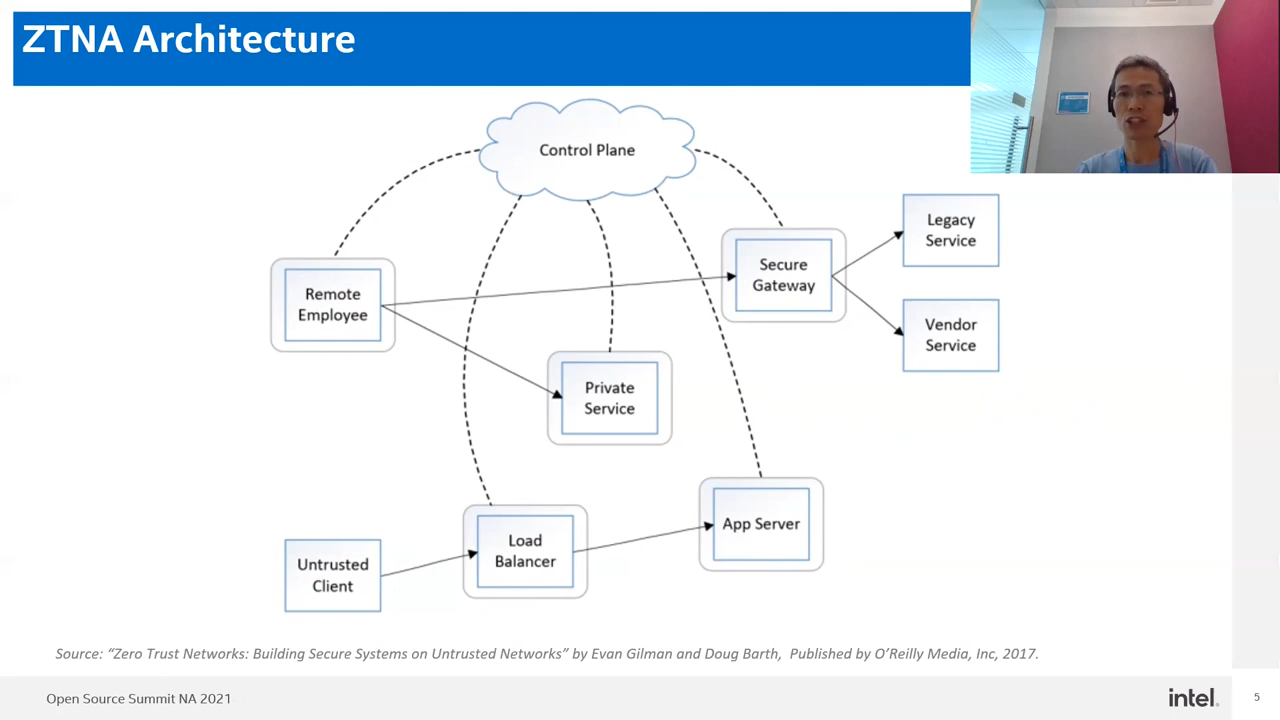 ZTNA Architecture
Control Plane
Legacy
Service
Secure
Gateway
Remote
Employee
Vendor
Service
Private
Service
App Server
Load
Balancer
Untrusted
Client
Source: “Zero Trust Networks: Building Secure Systems on Untrusted Networks” by Evan Gilman and Doug Barth, Published by O’Reilly Media, Inc, 2017.
Open Source Summit NA 2021
intel.
5